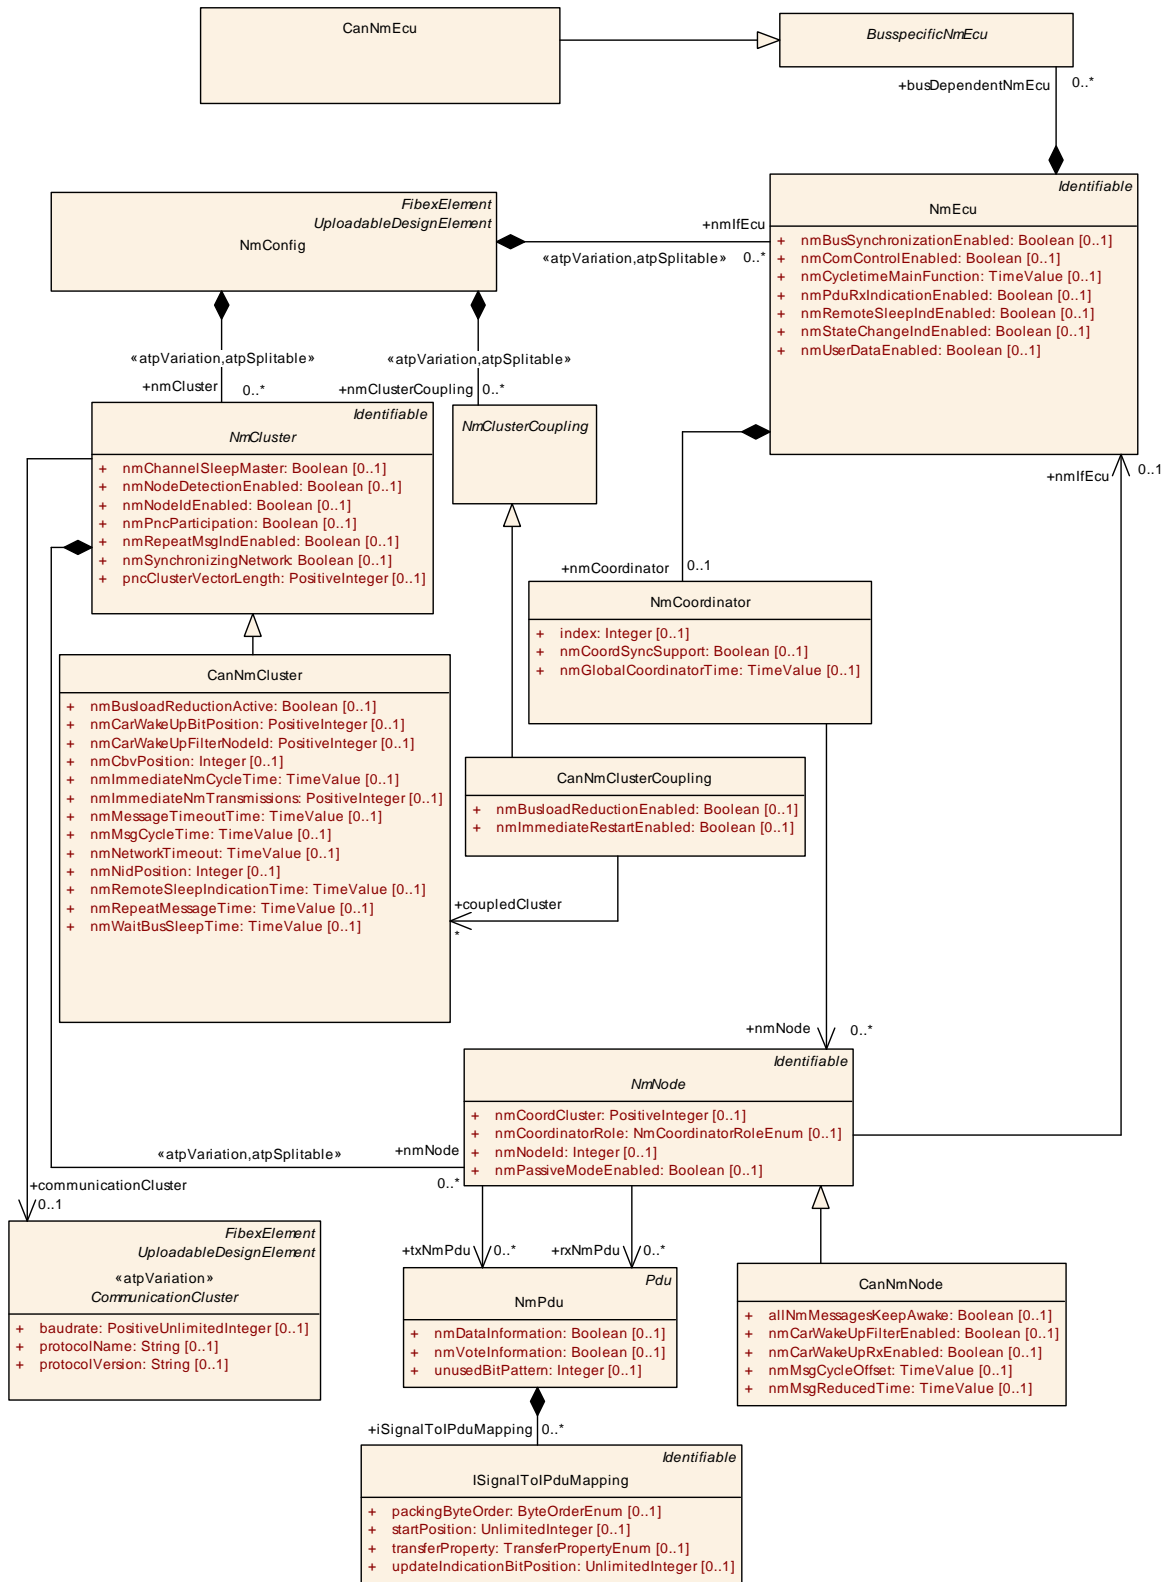 CanNmEcu
BusspecificNmEcu
+busDependentNmEcu 0..*
Identifiable
NmEcu
+ nmBusSynchronizationEnabled: Boolean [0..1]
+ nmComControlEnabled: Boolean [0..1]
+ nmCycletimeMainFunction: TimeValue [0..1]
+ nmPduRxIndicationEnabled: Boolean [0..1]
+ nmRemoteSleepIndEnabled: Boolean [0..1]
+ nmStateChangeIndEnabled: Boolean [0..1]
+ nmUserDataEnabled: Boolean [0..1]
FibexElement
UploadableDesignElement
NmConfig
+nmIfEcu
«atpVariation,atpSplitable» 0..*
«atpVariation,atpSplitable»
+nmCluster 0..*
«atpVariation,atpSplitable»
+nmClusterCoupling 0..*
Identifiable
NmCluster
+ nmChannelSleepMaster: Boolean [0..1]
+ nmNodeDetectionEnabled: Boolean [0..1]
+ nmNodeIdEnabled: Boolean [0..1]
+ nmPncParticipation: Boolean [0..1]
+ nmRepeatMsgIndEnabled: Boolean [0..1]
+ nmSynchronizingNetwork: Boolean [0..1]
+ pncClusterVectorLength: PositiveInteger [0..1]
NmClusterCoupling
+nmIfEcu 0..1
+nmCoordinator 0..1
NmCoordinator
+ index: Integer [0..1]
+ nmCoordSyncSupport: Boolean [0..1]
+ nmGlobalCoordinatorTime: TimeValue [0..1]
CanNmCluster
+ nmBusloadReductionActive: Boolean [0..1]
+ nmCarWakeUpBitPosition: PositiveInteger [0..1]
+ nmCarWakeUpFilterNodeId: PositiveInteger [0..1]
+ nmCbvPosition: Integer [0..1]
+ nmImmediateNmCycleTime: TimeValue [0..1]
+ nmImmediateNmTransmissions: PositiveInteger [0..1]
+ nmMessageTimeoutTime: TimeValue [0..1]
+ nmMsgCycleTime: TimeValue [0..1]
+ nmNetworkTimeout: TimeValue [0..1]
+ nmNidPosition: Integer [0..1]
+ nmRemoteSleepIndicationTime: TimeValue [0..1]
+ nmRepeatMessageTime: TimeValue [0..1]
+ nmWaitBusSleepTime: TimeValue [0..1]
CanNmClusterCoupling
+ nmBusloadReductionEnabled: Boolean [0..1]
+ nmImmediateRestartEnabled: Boolean [0..1]
+coupledCluster
*
+nmNode 0..*
Identifiable
NmNode
+ nmCoordCluster: PositiveInteger [0..1]
+ nmCoordinatorRole: NmCoordinatorRoleEnum [0..1]
+ nmNodeId: Integer [0..1]
+ nmPassiveModeEnabled: Boolean [0..1]
«atpVariation,atpSplitable» +nmNode
0..*
+communicationCluster
0..1
FibexElement
UploadableDesignElement
«atpVariation»
CommunicationCluster
+ baudrate: PositiveUnlimitedInteger [0..1]
+ protocolName: String [0..1]
+ protocolVersion: String [0..1]
+txNmPdu 0..* +rxNmPdu 0..*
Pdu
NmPdu
+ nmDataInformation: Boolean [0..1]
+ nmVoteInformation: Boolean [0..1]
+ unusedBitPattern: Integer [0..1]
CanNmNode
+ allNmMessagesKeepAwake: Boolean [0..1]
+ nmCarWakeUpFilterEnabled: Boolean [0..1]
+ nmCarWakeUpRxEnabled: Boolean [0..1]
+ nmMsgCycleOffset: TimeValue [0..1]
+ nmMsgReducedTime: TimeValue [0..1]
+iSignalToIPduMapping 0..*
Identifiable
ISignalToIPduMapping
+ packingByteOrder: ByteOrderEnum [0..1]
+ startPosition: UnlimitedInteger [0..1]
+ transferProperty: TransferPropertyEnum [0..1]
+ updateIndicationBitPosition: UnlimitedInteger [0..1]